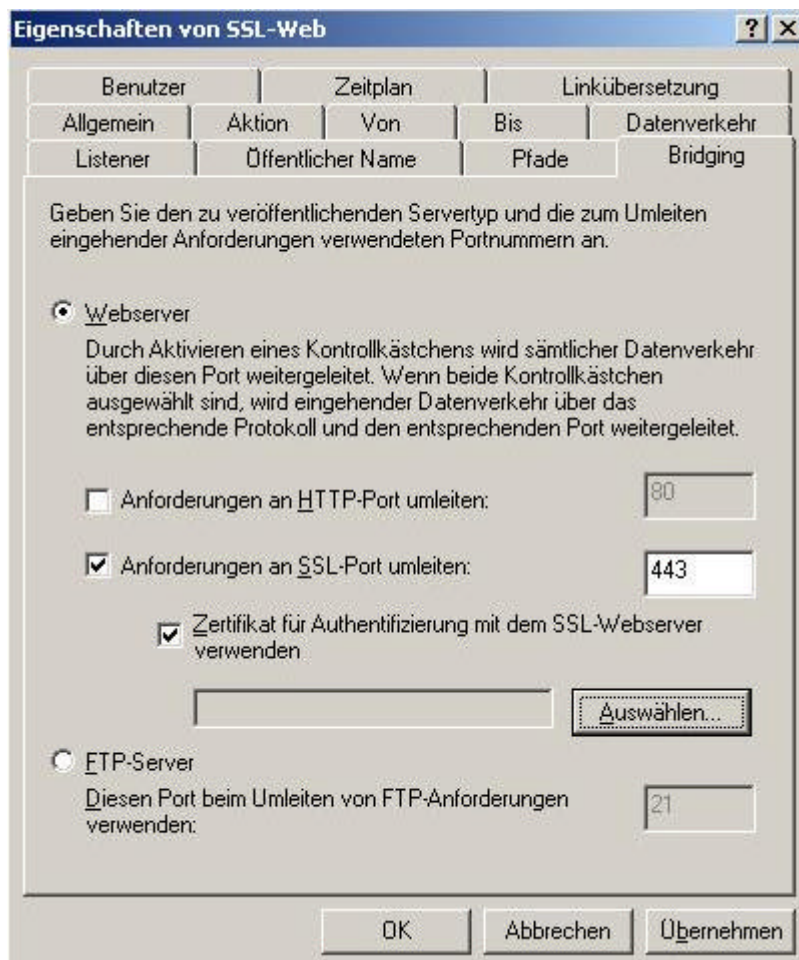 Eigenschaften von SSL-Web
Benutzer Zeitplan Linkübersetzung
Allgemein Aktion Von Bis Datenverkehr
Listener Öffentlicher Name Pfade Bridging
Geben Sie den zu veröffentlichenden Servertyp und die zum Umleiten
eingehender Anforderungen verwendeten Portnummern an.
Webserver
Durch Aktivieren eines Kontrollkästchens wird sämtlicher Datenverkehr
über diesen Port weitergeleitet. Wenn beide Kontrollkästchen
ausgewählt sind, wird eingehender Datenverkehr über das
entsprechende Protokoll und den entsprechenden Port weitergeleitet.
Anforderungen an HTTP-Port umleiten: 80
Anforderungen an SSL-Port umleiten: 443
Zertifikat für Authentifizierung mit dem SSL-Webserver
verwenden
Auswählen...
FTP-Server
Diesen Port beim Umleiten von FTP-Anforderungen 21
verwenden:
OK Abbrechen Übernehmen